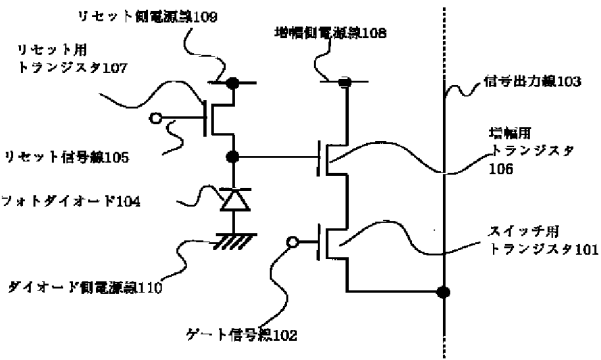 リセット側電源線109
増幅側電源線108
リセット用
トランジスタ107
信号出力線103
増幅用
トランジスタ
106
リセット信号線105
フォトダイオード104
スイッチ用
トランジスタ101
ダイオード側電源線110
ゲート信号線102